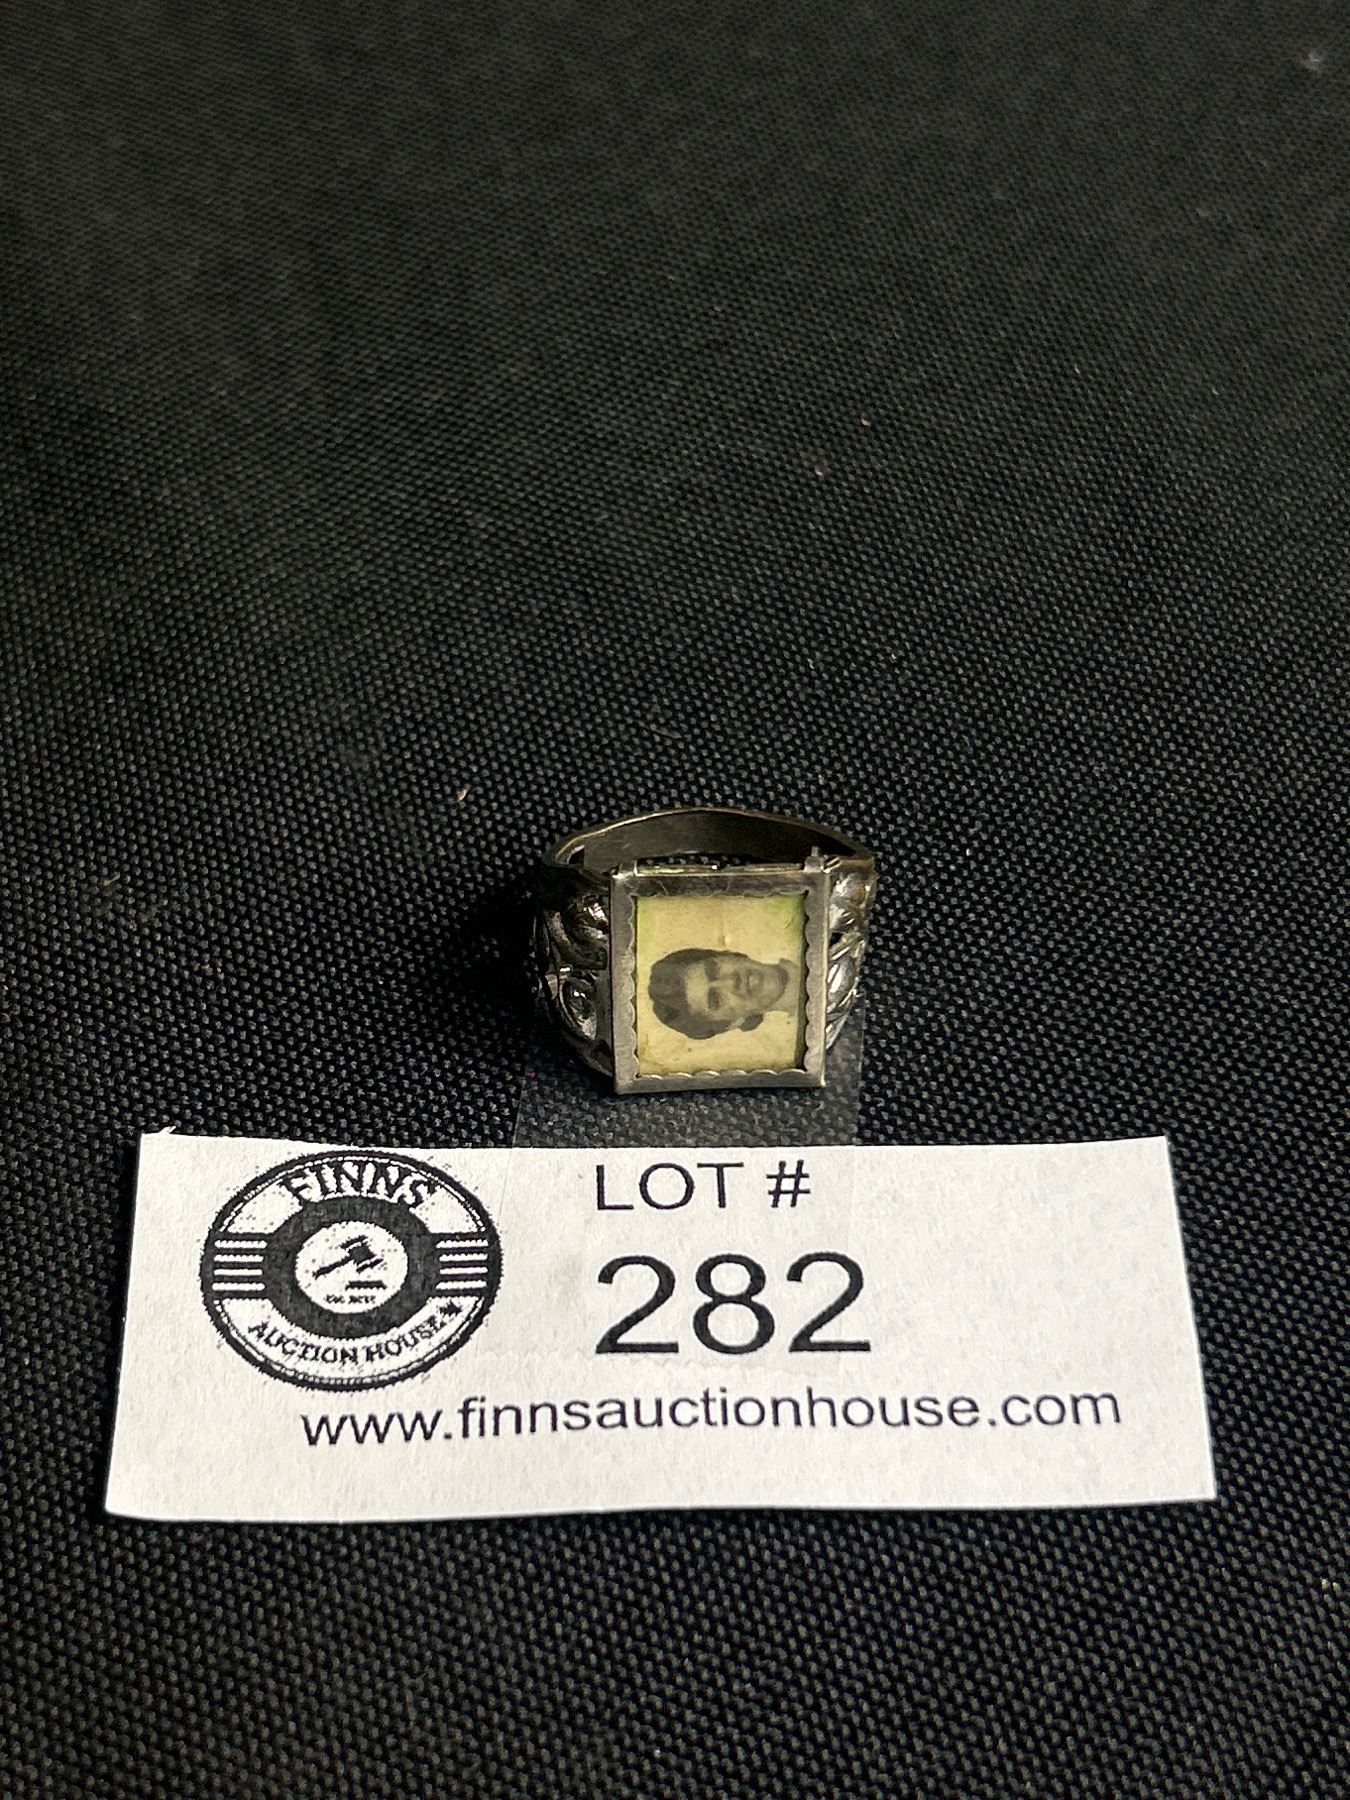 FINNS
AUCTION HOUSE
LOT #
282
www.finnsauctionhouse.com